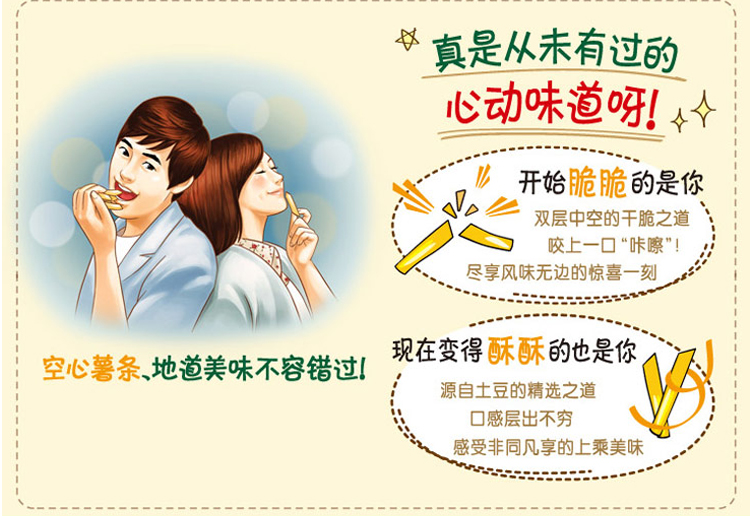 真是从未有过的
心动味道呀!
开始脆脆的是你
双层中空的干脆之道
咬上一口“咔嚓”!
尽享风味无边的惊喜一刻
空心薯条、地道美味不容错过!
现在变得酥酥的也是你
源自土豆的精选之道
口感层出不穷
感受非同凡享的上乘美味